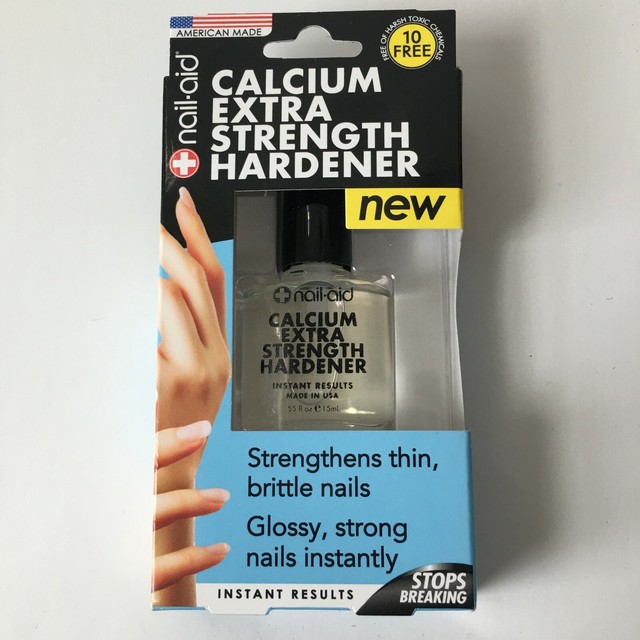 AMERICAN MADE
nail-aid®
CALCIUM
EXTRA
STRENGTH
HARDENER
10
FREE
FREE OF HARSH TOXIC CHEMICALS
new
nail-aid
CALCIUM
EXTRA
STRENGTH
HARDENER
INSTANT RESULTS
MADE IN USA
.55 fl oz ℮ 15mL
Strengthens thin,
brittle nails
Glossy, strong
nails instantly
INSTANT RESULTS
STOPS
BREAKING